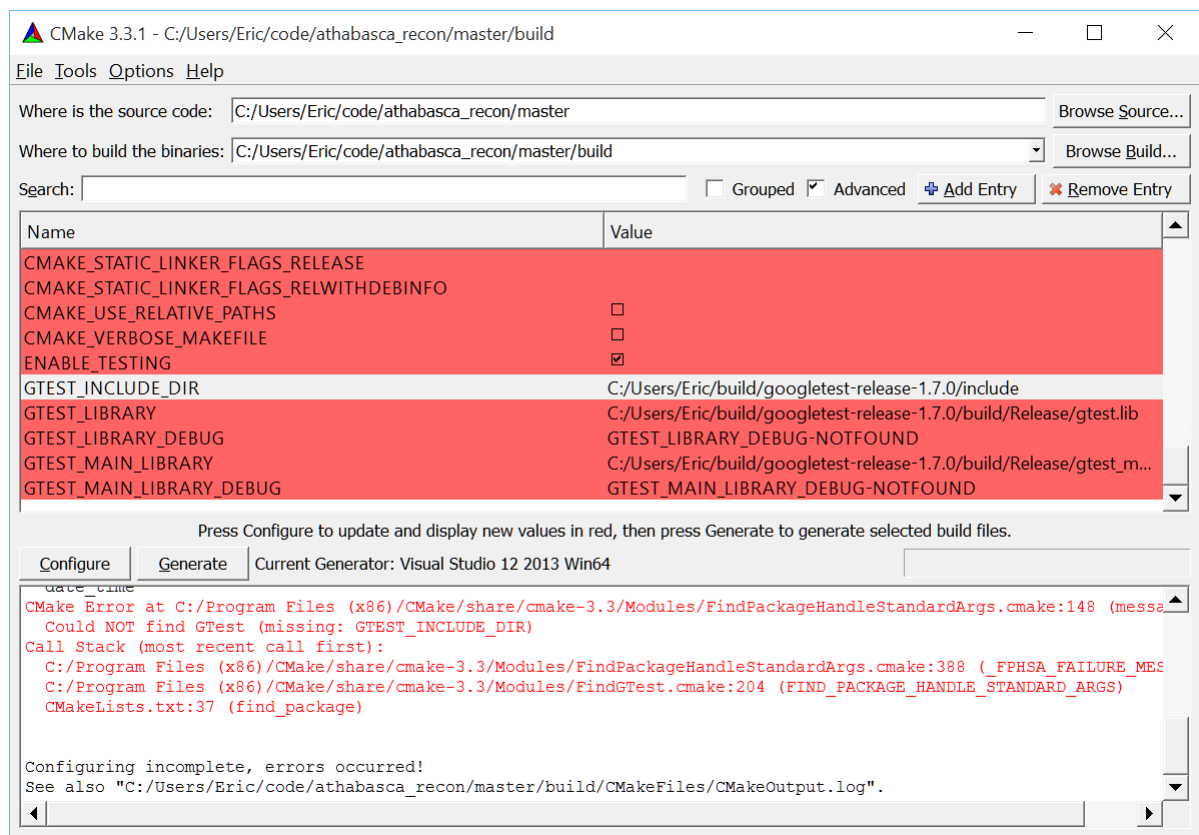 CMake 3.3.1 - C:/Users/Eric/code/athabasca_recon/master/build
File Tools Options Help
Where is the source code: C:/Users/Eric/code/athabasca_recon/master Browse Source...
Where to build the binaries: C:/Users/Eric/code/athabasca_recon/master/build Browse Build...
Search: Grouped Advanced Add Entry Remove Entry
Name Value
CMAKE_STATIC_LINKER_FLAGS_RELEASE
CMAKE_STATIC_LINKER_FLAGS_RELWITHDEBINFO
CMAKE_USE_RELATIVE_PATHS
CMAKE_VERBOSE_MAKEFILE
ENABLE_TESTING
GTEST_INCLUDE_DIR C:/Users/Eric/build/googletest-release-1.7.0/include
GTEST_LIBRARY C:/Users/Eric/build/googletest-release-1.7.0/build/Release/gtest.lib
GTEST_LIBRARY_DEBUG GTEST_LIBRARY_DEBUG-NOTFOUND
GTEST_MAIN_LIBRARY C:/Users/Eric/build/googletest-release-1.7.0/build/Release/gtest_m...
GTEST_MAIN_LIBRARY_DEBUG GTEST_MAIN_LIBRARY_DEBUG-NOTFOUND
Press Configure to update and display new values in red, then press Generate to generate selected build files.
Configure Generate Current Generator: Visual Studio 12 2013 Win64
date_time
CMake Error at C:/Program Files (x86)/CMake/share/cmake-3.3/Modules/FindPackageHandleStandardArgs.cmake:148 (messa
Could NOT find GTest (missing: GTEST_INCLUDE_DIR)
Call Stack (most recent call first):
C:/Program Files (x86)/CMake/share/cmake-3.3/Modules/FindPackageHandleStandardArgs.cmake:388 (_FPHSA_FAILURE_MES
C:/Program Files (x86)/CMake/share/cmake-3.3/Modules/FindGTest.cmake:204 (FIND_PACKAGE_HANDLE_STANDARD_ARGS)
CMakeLists.txt:37 (find_package)
Configuring incomplete, errors occurred!
See also "C:/Users/Eric/code/athabasca_recon/master/build/CMakeFiles/CMakeOutput.log".